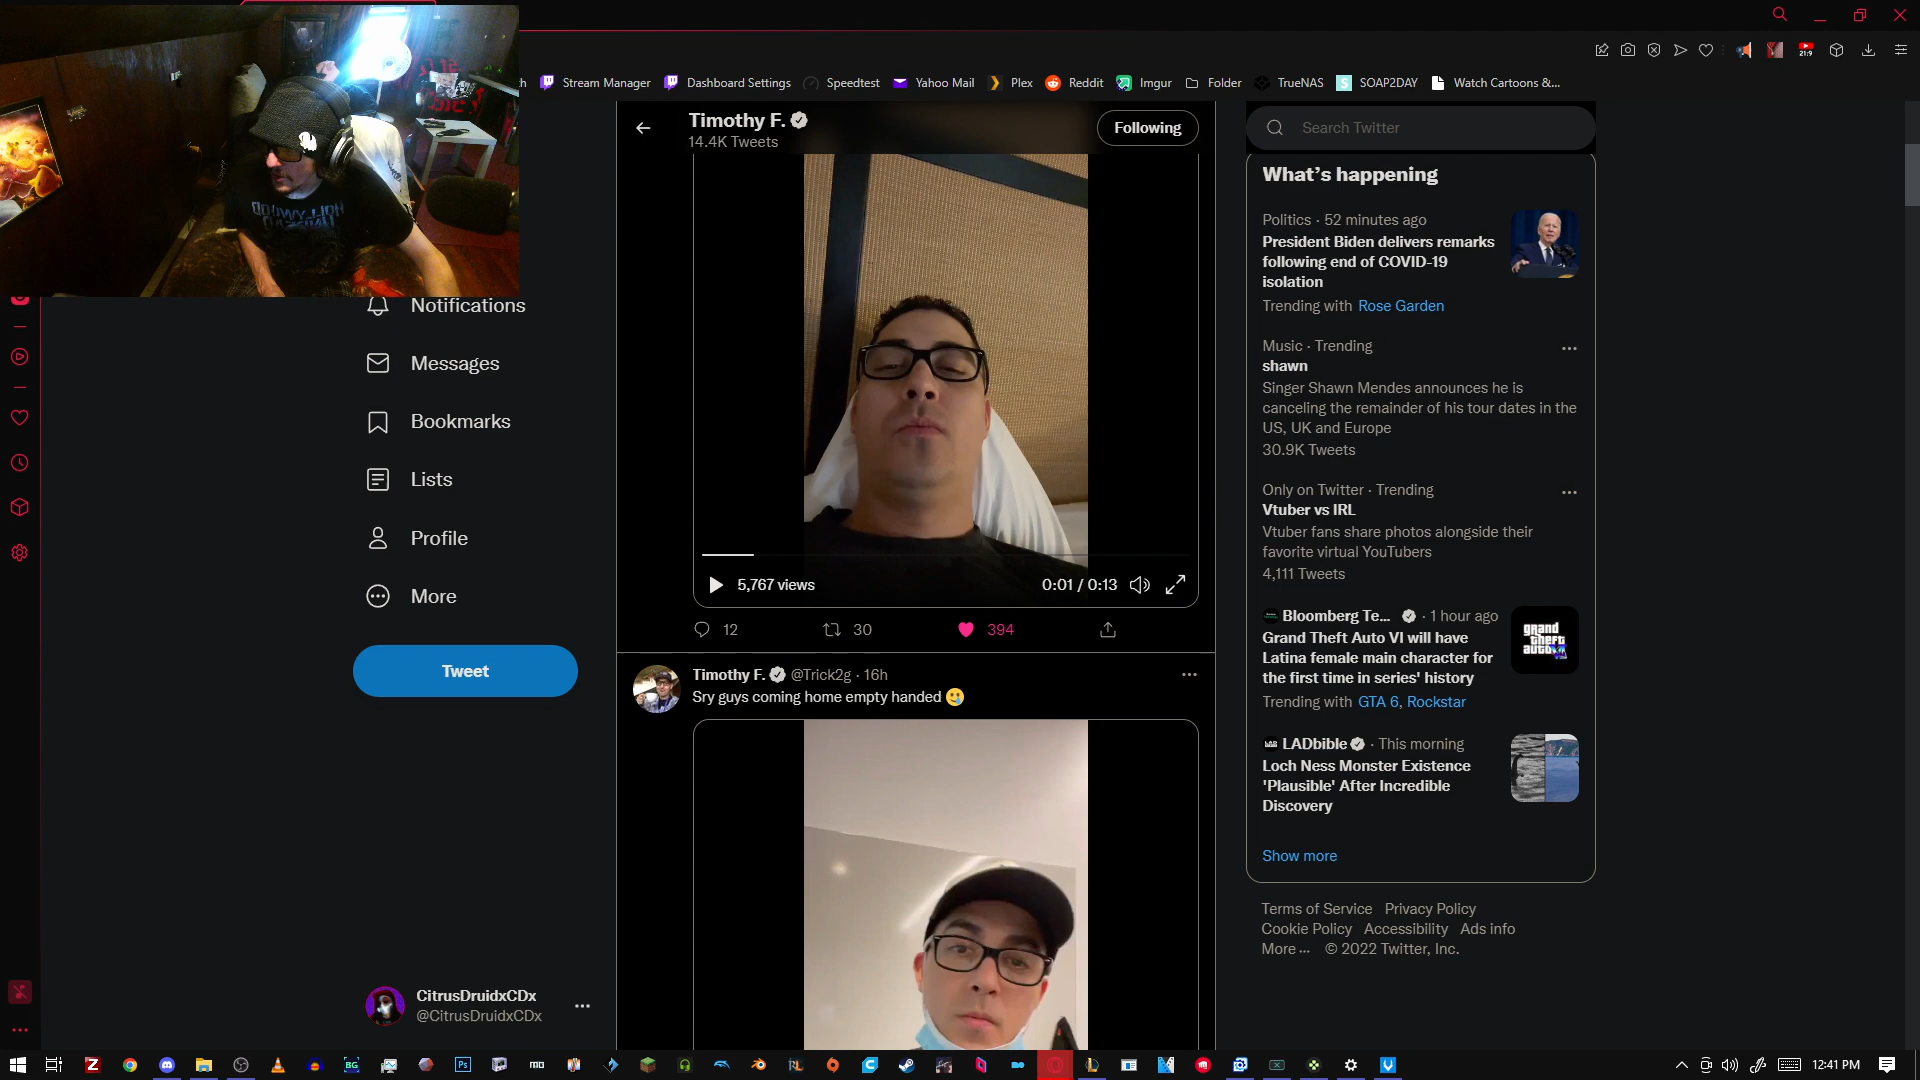 Stream Manager
Dashboard Settings
Speedtest
Yahoo Mail
Plex
Reddit
Imgur
Folder
TrueNAS
SOAP2DAY
Watch Cartoons &...
Notifications
Messages
Bookmarks
Lists
Profile
More
Tweet
CitrusDruidxCDx
@CitrusDruidxCDx
Timothy F.
14.4K Tweets
Following
5,767 views
0:01 / 0:13
12
30
394
Timothy F. @Trick2g · 16h
Sry guys coming home empty handed 🥲
Search Twitter
What's happening
Politics · 52 minutes ago
President Biden delivers remarks
following end of COVID-19
isolation
Trending with Rose Garden
Music · Trending
shawn
Singer Shawn Mendes announces he is
canceling the remainder of his tour dates in the
US, UK and Europe
30.9K Tweets
Only on Twitter · Trending
Vtuber vs IRL
Vtuber fans share photos alongside their
favorite virtual YouTubers
4,111 Tweets
Bloomberg Te... · 1 hour ago
Grand Theft Auto VI will have
Latina female main character for
the first time in series' history
Trending with GTA 6, Rockstar
grand
theft
auto
LADbible · This morning
Loch Ness Monster Existence
'Plausible' After Incredible
Discovery
Show more
Terms of Service Privacy Policy
Cookie Policy Accessibility Ads info
More ··· © 2022 Twitter, Inc.
21:9
12:41 PM